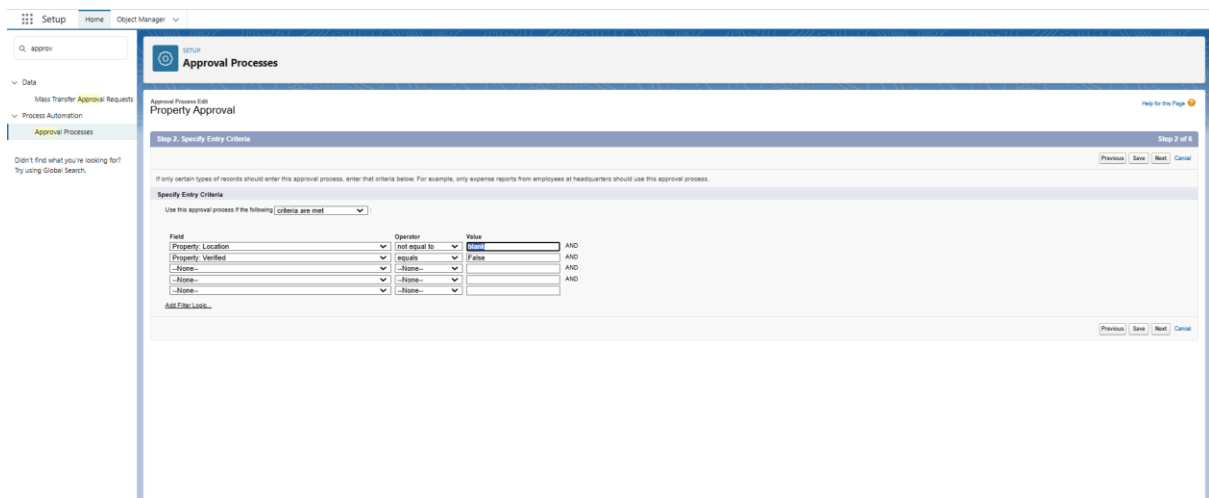 Setup Home Object Manager
approv
Data
Mass Transfer Approval Requests
Process Automation
Approval Processes
Didn't find what you're looking for?
Try using Global Search.
SETUP
Approval Processes
Approval Process Edit
Property Approval
Help for this Page ?
Step 2. Specify Entry Criteria Step 2 of 6
Previous Save Next Cancel
If only certain types of records should enter this approval process, enter that criteria below. For example, only expense reports from employees at headquarters should use this approval process.
Specify Entry Criteria
Use this approval process if the following criteria are met :
Field Operator Value
Property: Location not equal to blank AND
Property: Verified equals False AND
--None-- --None-- AND
--None-- --None-- AND
--None-- --None--
Add Filter Logic...
Previous Save Next Cancel